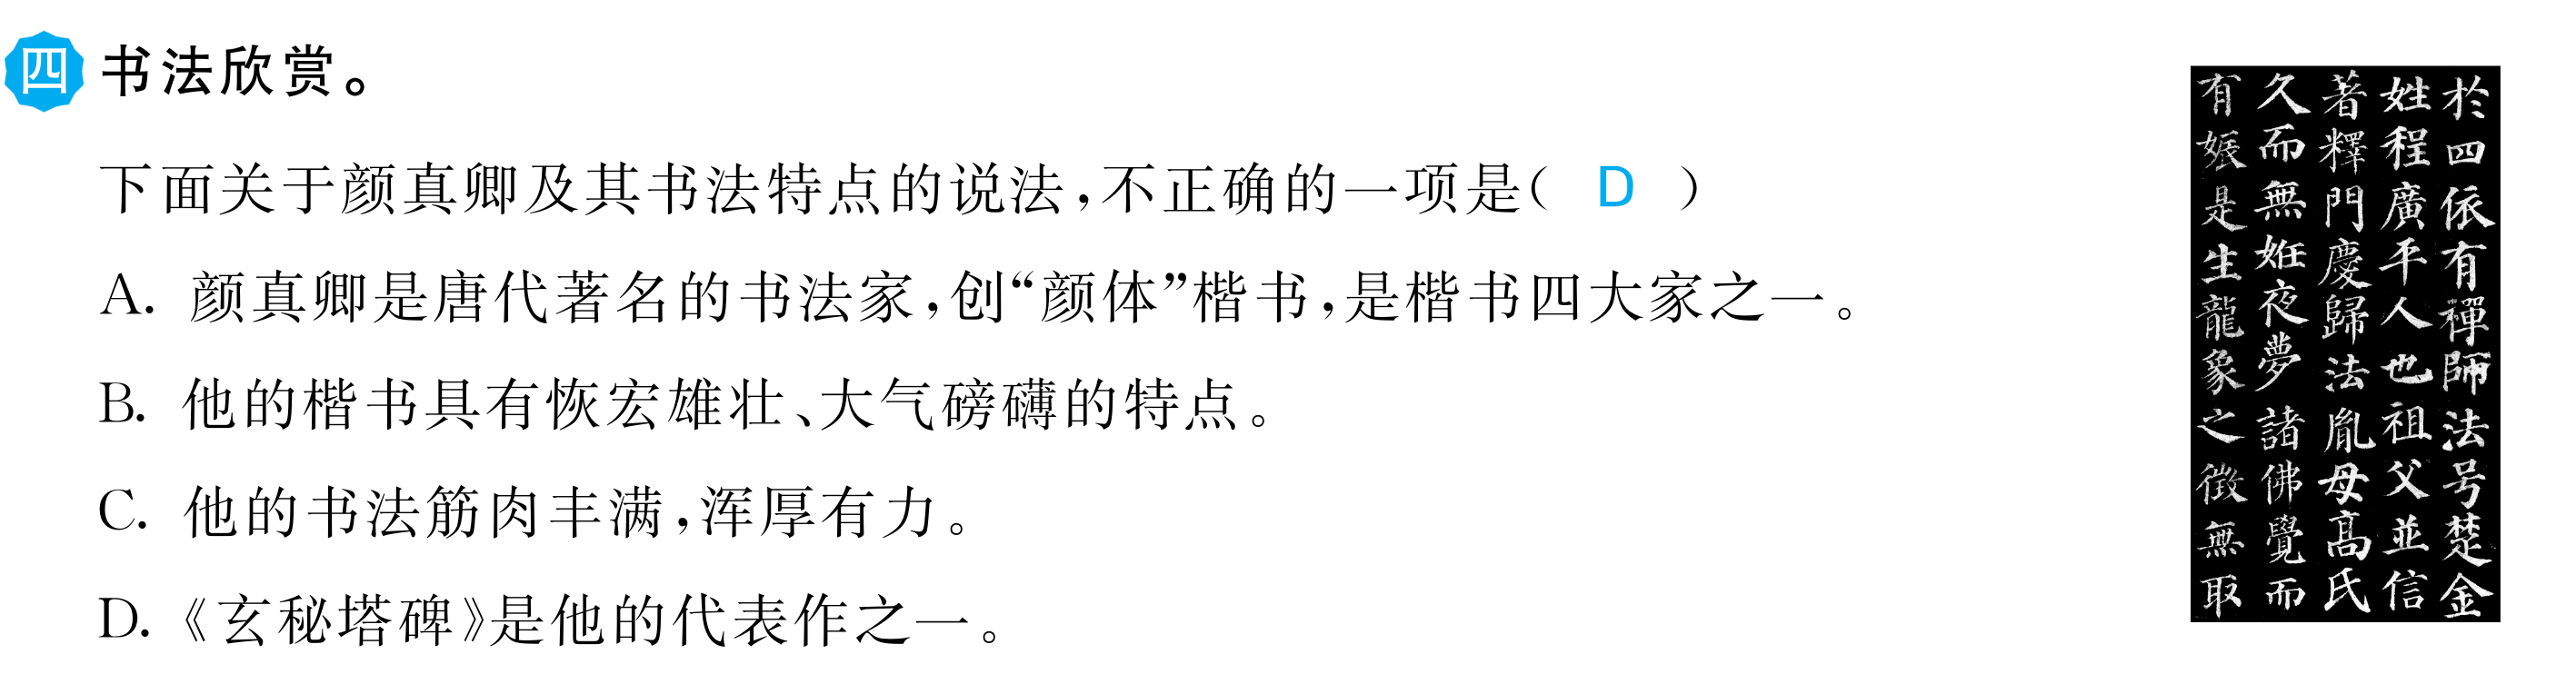 四 书法欣赏。
下面关于颜真卿及其书法特点的说法,不正确的一项是( D )
A. 颜真卿是唐代著名的书法家,创“颜体”楷书,是楷书四大家之一。
B. 他的楷书具有恢宏雄壮、大气磅礴的特点。
C. 他的书法筋肉丰满,浑厚有力。
D.《玄秘塔碑》是他的代表作之一。
於四依有禪師法号楚金
姓程廣平人也祖父並信
著釋門慶歸法胤母高氏
久而無姙夜夢諸佛覺而
有娠是生龍象之徵無取